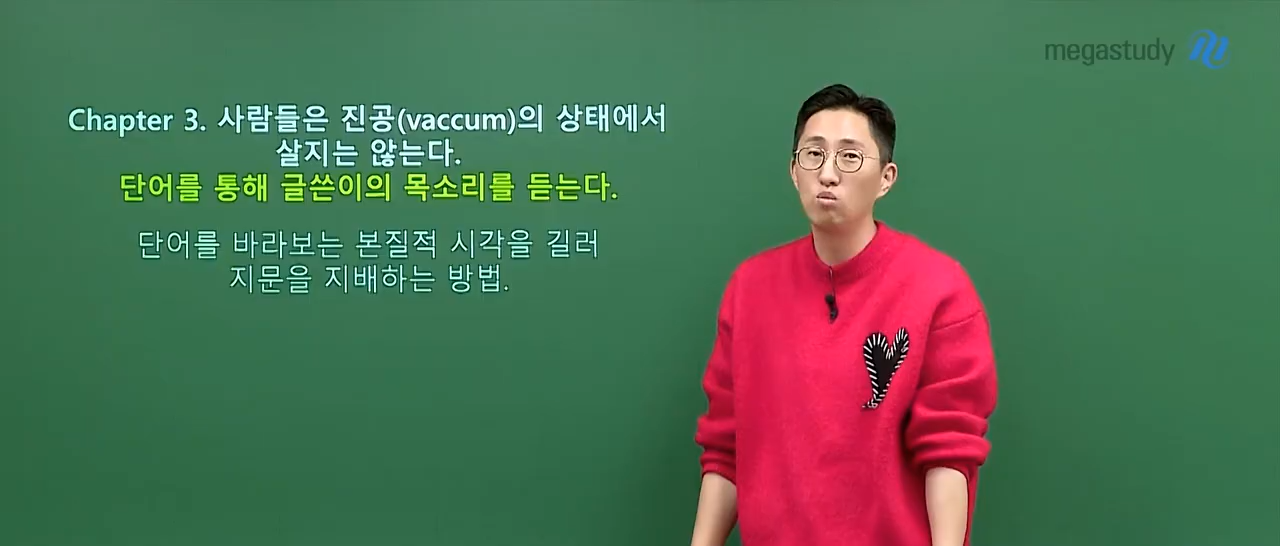 megastudy
Chapter 3. 사람들은 진공(vaccum)의 상태에서
살지는 않는다.
단어를 통해 글쓴이의 목소리를 듣는다.
단어를 바라보는 본질적 시각을 길러
지문을 지배하는 방법.